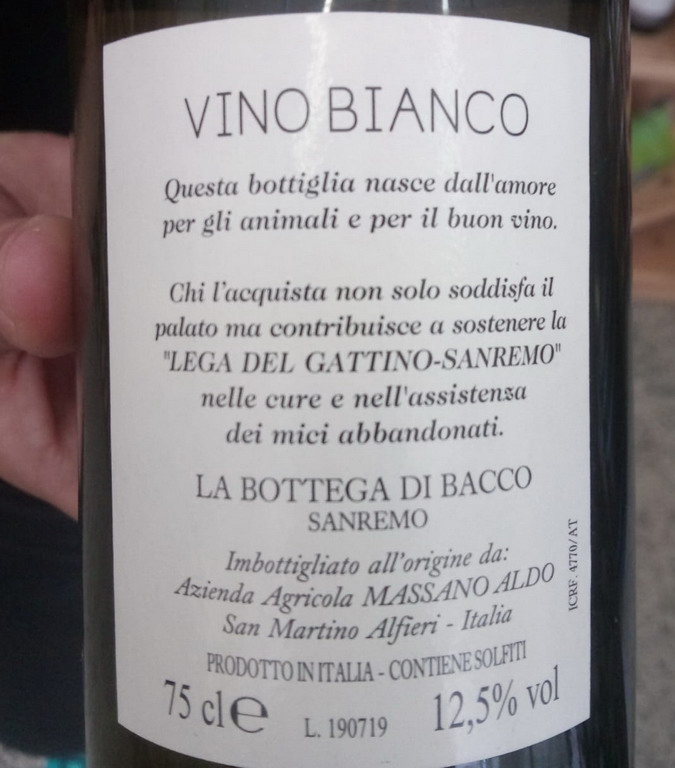 VINO BIANCO
Questa bottiglia nasce dall'amore
per gli animali e per il buon vino.
Chi l'acquista non solo soddisfa il
palato ma contribuisce a sostenere la
"LEGA DEL GATTINO-SANREMO"
nelle cure e nell'assistenza
dei mici abbandonati.
LA BOTTEGA DI BACCO
SANREMO
Imbottigliato all'origine da:
Azienda Agricola MASSANO ALDO
San Martino Alfieri - Italia
PRODOTTO IN ITALIA - CONTIENE SOLFITI
75 cl e L. 190719 12,5% vol
ICRF. 4770/AT